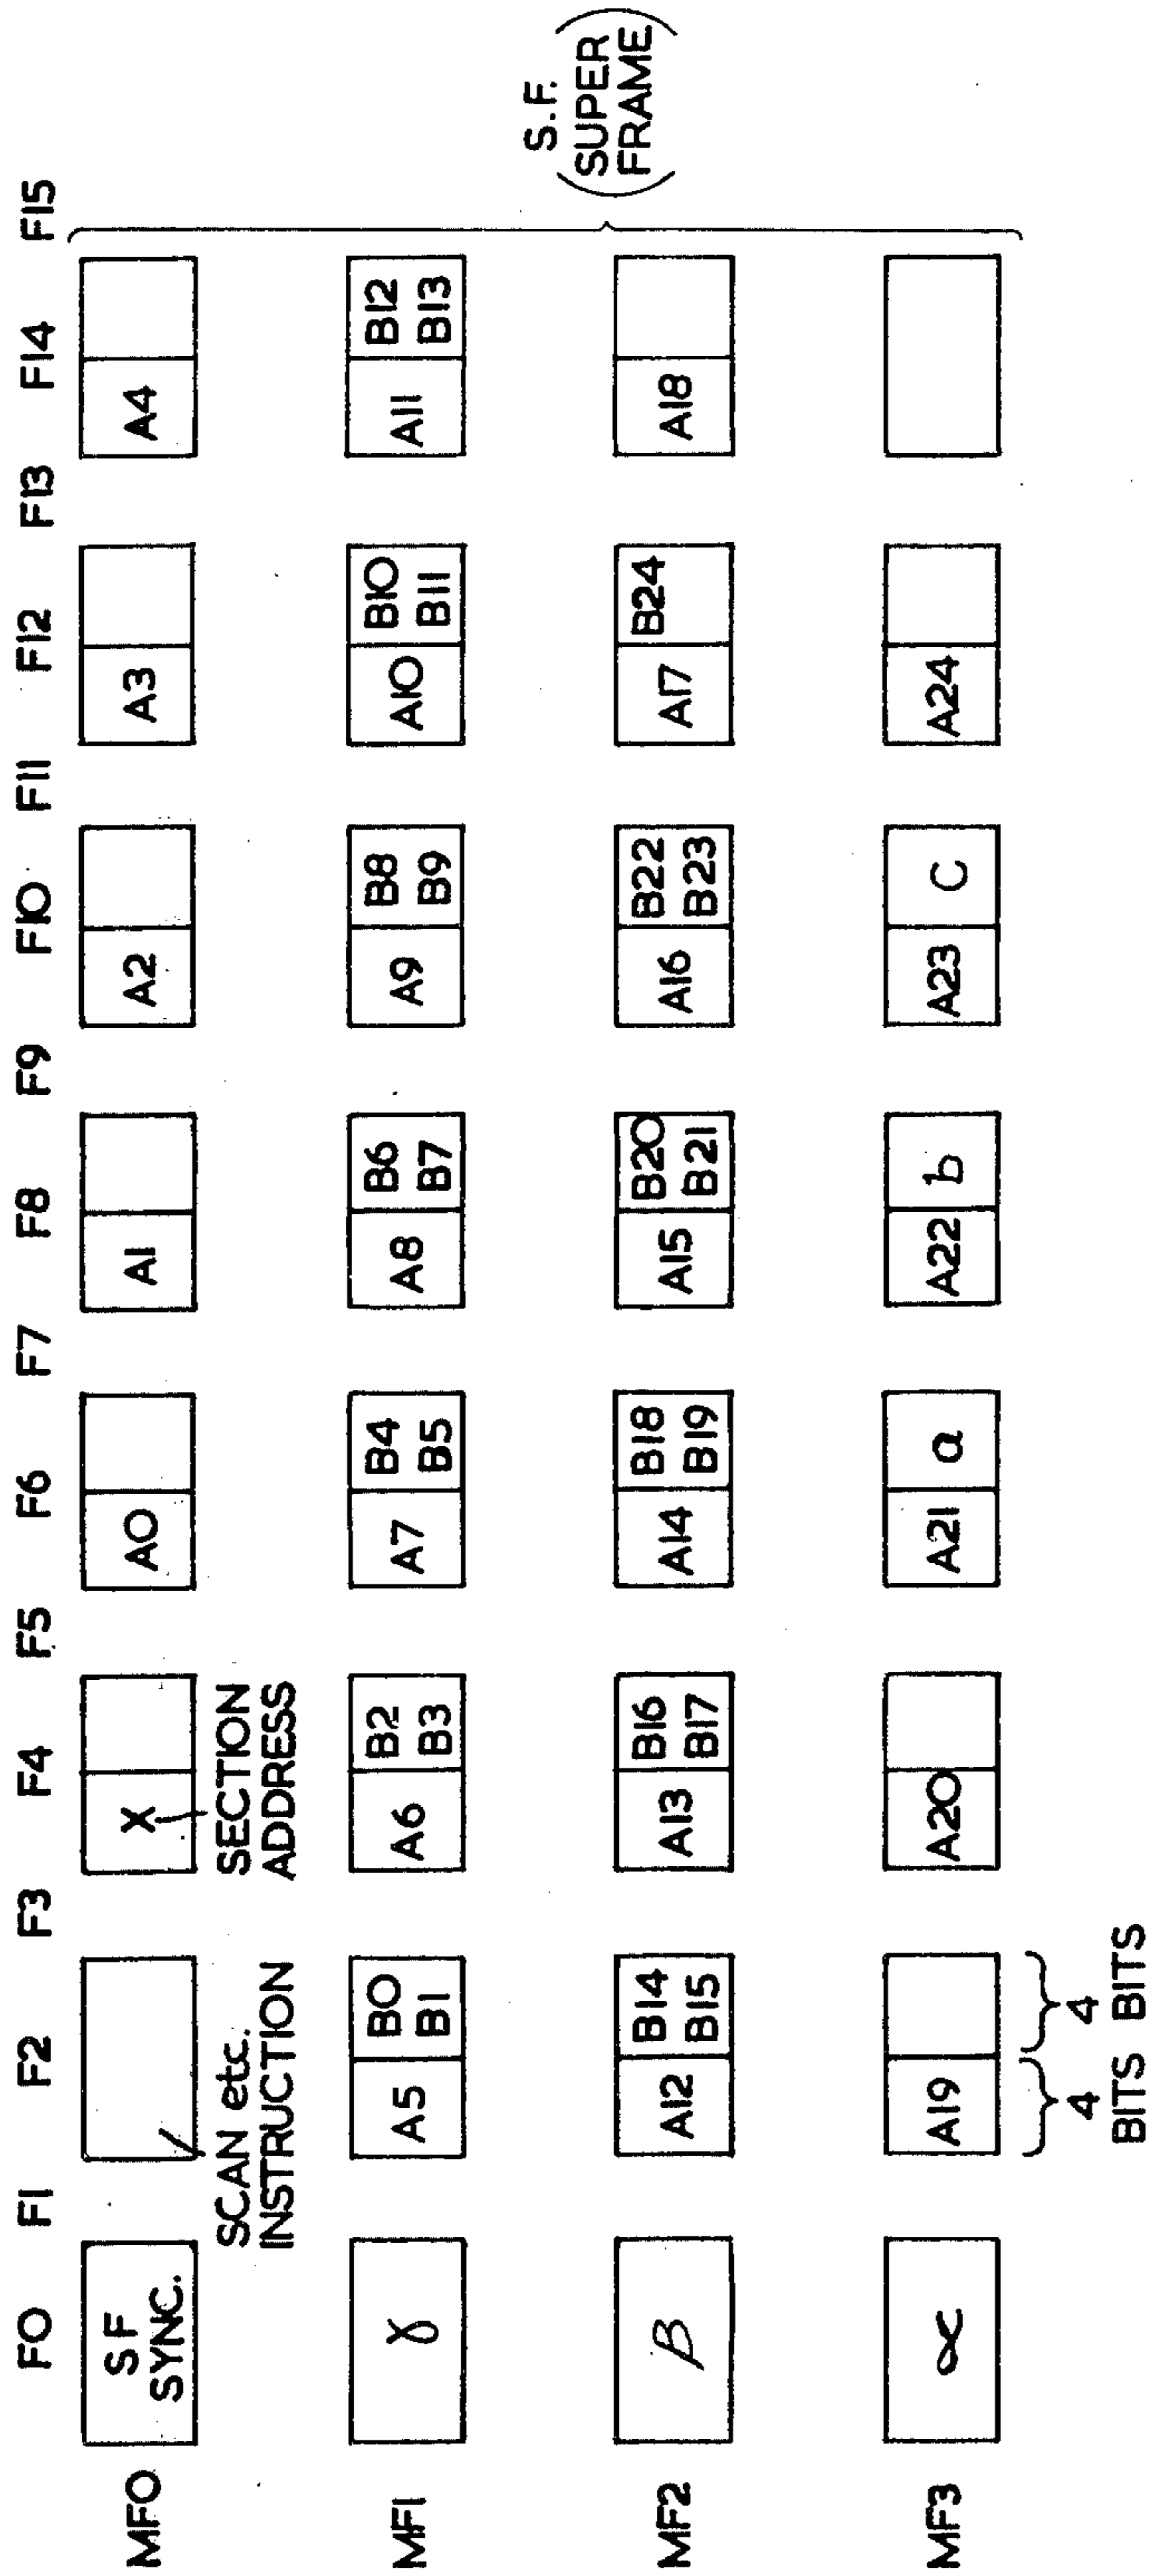 F0 F1 F2 F3 F4 F5 F6 F7 F8 F9 F10 F11 F12 F13 F14 F15
MF0
SF
SYNC.
X
A0
A1
A2
A3
A4
SCAN etc.
INSTRUCTION
SECTION
ADDRESS
MF1
γ
A5
B0
B1
A6
B2
B3
A7
B4
B5
A8
B6
B7
A9
B8
B9
A10
B10
B11
A11
B12
B13
S.F.
(SUPER
FRAME)
MF2
β
A12
B14
B15
A13
B16
B17
A14
B18
B19
A15
B20
B21
A16
B22
B23
A17
B24
A18
MF3
α
A19
A20
A21
a
A22
b
A23
c
A24
4
BITS
4
BITS